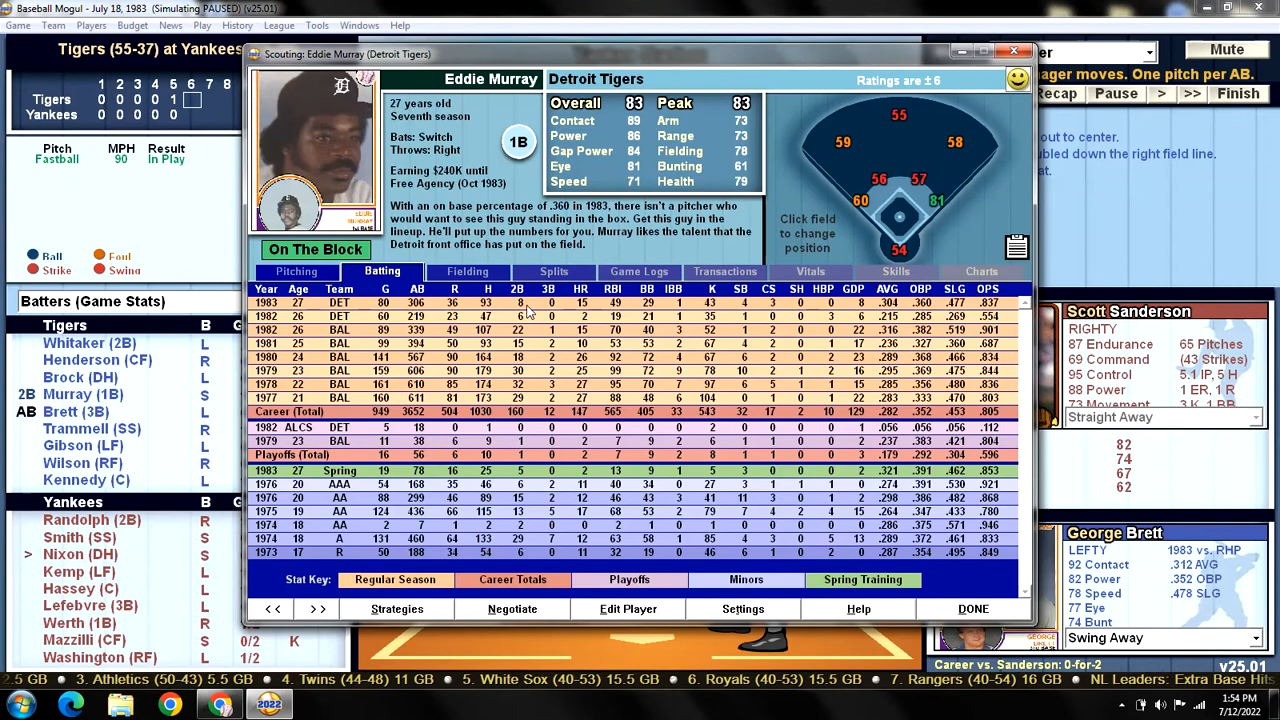 Baseball Mogul - July 18, 1983 (Simulating PAUSED) (v25.01)
Game Team Players Budget News Play History League Tools Windows Help
Tigers (55-37) at Yankees
1 2 3 4 5 6 7 8
Tigers 0 0 0 0 1
Yankees 0 0 0 0 0
Pitch MPH Result
Fastball 90 In Play
Ball Foul
Strike Swing
Batters (Game Stats)
Tigers B
Whitaker (2B) L
Henderson (CF) R
Brock (DH) L
2B Murray (1B) S
AB Brett (3B) L
Trammell (SS) R
Gibson (LF) L
Wilson (RF) L
Kennedy (C) L
Yankees B
Randolph (2B) R
Smith (SS) S
> Nixon (DH) S
Kemp (LF) L
Hassey (C) L
Lefebvre (3B) L
Werth (1B) L
Mazzilli (CF) S 0/2 K
Washington (RF) L 1/2
Scouting: Eddie Murray (Detroit Tigers)
Eddie Murray
Detroit Tigers
Ratings are ± 6
27 years old
Seventh season
Bats: Switch
Throws: Right
Earning $240K until
Free Agency (Oct 1983)
1B
Overall 83 Peak 83
Contact 89 Arm 73
Power 86 Range 73
Gap Power 84 Fielding 78
Eye 81 Bunting 61
Speed 71 Health 79
With an on base percentage of .360 in 1983, there isn't a pitcher who
would want to see this guy standing in the box. Get this guy in the
lineup. He'll put up the numbers for you. Murray likes the talent that the
Detroit front office has put on the field.
EDDIE
MURRAY
1st BASE
On The Block
Click field
to change
position
55
59 58
56 57
60 81
54
Pitching Batting Fielding Splits Game Logs Transactions Vitals Skills Charts
Year Age Team G AB R H 2B 3B HR RBI BB IBB K SB CS SH HBP GDP AVG OBP SLG OPS
1983 27 DET 80 306 36 93 8 0 15 49 29 1 43 4 3 0 0 8 .304 .360 .477 .837
1982 26 DET 60 219 23 47 6 0 2 19 21 1 35 1 0 0 3 6 .215 .285 .269 .554
1982 26 BAL 89 339 49 107 22 1 15 70 40 3 52 1 2 0 0 22 .316 .382 .519 .901
1981 25 BAL 99 394 50 93 15 2 10 53 40 4 67 2 0 0 1 15 .236 .327 .360 .687
1980 24 BAL 141 567 90 164 18 2 26 92 72 4 67 6 2 0 1 24 .289 .368 .466 .834
1979 23 BAL 159 606 90 179 30 2 25 99 72 9 78 10 2 1 2 16 .295 .369 .475 .844
1978 22 BAL 161 610 85 174 32 3 27 95 70 7 97 6 5 1 1 16 .285 .356 .480 .836
1977 21 BAL 160 611 81 173 29 2 27 88 48 6 104 2 3 0 2 22 .283 .333 .470 .803
Career (Total) 949 3652 504 1030 160 12 147 565 405 33 543 32 17 2 10 129 .282 .352 .453 .805
1982 ALCS DET 5 18 0 1 0 0 0 0 0 0 2 0 0 0 0 1 .056 .056 .056 .112
1979 23 BAL 11 38 6 9 1 0 2 7 9 2 6 1 1 0 0 2 .237 .383 .421 .804
Playoffs (Total) 16 56 6 10 1 0 2 7 9 2 8 1 1 0 0 3 .179 .292 .304 .596
1983 27 Spring 19 78 16 25 5 0 2 13 9 1 5 3 0 0 0 2 .321 .391 .462 .853
1976 20 AAA 54 168 35 46 6 2 11 40 34 0 27 3 1 1 0 4 .274 .391 .530 .921
1976 20 AA 88 299 46 89 15 2 12 46 43 3 41 11 3 0 0 9 .298 .386 .482 .868
1975 19 AA 124 436 66 115 13 5 17 68 53 2 79 7 4 2 4 15 .264 .347 .433 .780
1974 18 AA 2 7 1 2 2 0 0 2 1 0 1 0 0 0 0 0 .286 .375 .571 .946
1974 18 A 131 460 64 133 29 7 12 63 58 1 85 4 3 0 5 13 .289 .372 .461 .833
1973 17 R 50 188 34 54 6 0 11 32 19 0 46 6 1 0 2 0 .287 .354 .495 .849
Stat Key: Regular Season Career Totals Playoffs Minors Spring Training
<< >> Strategies Negotiate Edit Player Settings Help DONE
Mute
anager moves. One pitch per AB.
Recap Pause > >> Finish
out to center.
ubled down the right field line.
at.
Scott Sanderson
RIGHTY
87 Endurance 65 Pitches
69 Command (43 Strikes)
95 Control 5.1 IP, 5 H
88 Power 1 ER, 1 R
73 Movement 3 K, 1 BB
Straight Away
82
74
67
62
George Brett
LEFTY 1983 vs. RHP
92 Contact .312 AVG
82 Power .352 OBP
78 Speed .478 SLG
77 Eye
74 Bunt
Swing Away
Career vs. Sanderson: 0-for-2
v25.01
2.5 GB • 3. Athletics (50-43) 5.5 GB • 4. Twins (44-48) 11 GB • 5. White Sox (40-53) 15.5 GB • 6. Royals (40-53) 15.5 GB • 7. Rangers (40-54) 16 GB • NL Leaders: Extra Base Hits
2022
1:54 PM
7/12/2022